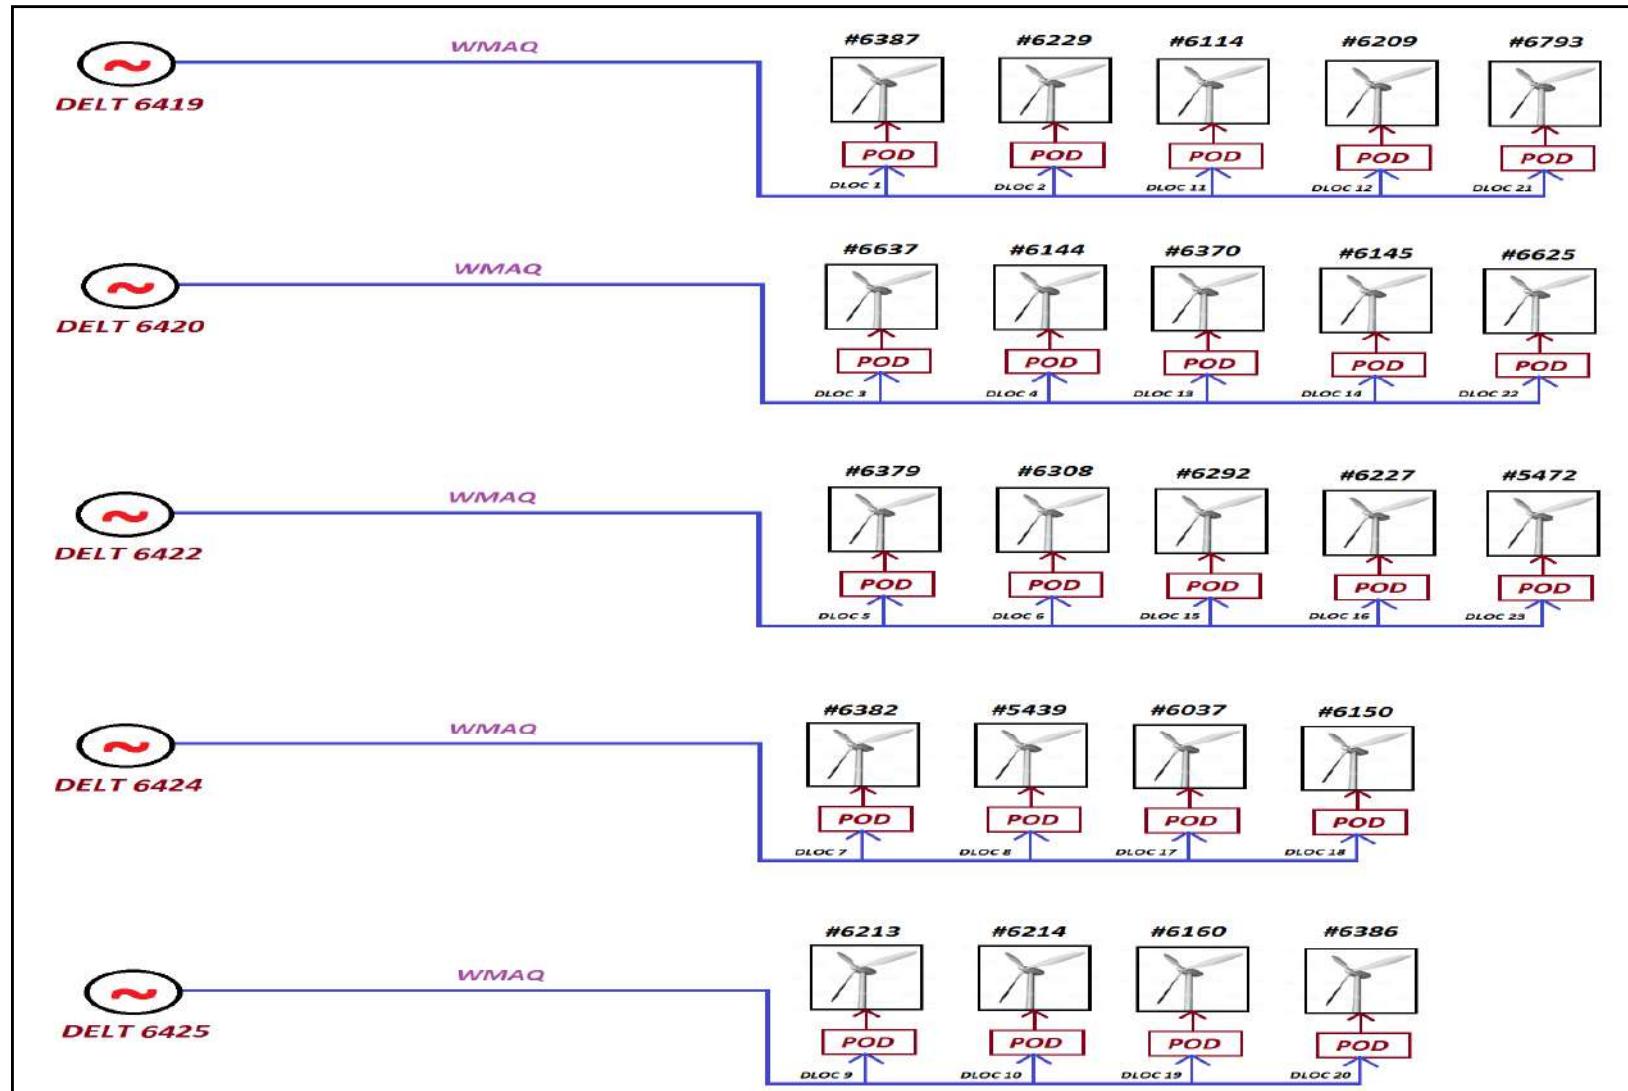 WMAQ
#6387 #6229 #6114 #6209 #6793
DELT 6419
POD POD POD POD POD
DLOC 1 DLOC 2 DLOC 11 DLOC 12 DLOC 21
WMAQ
#6637 #6144 #6370 #6145 #6625
DELT 6420
POD POD POD POD POD
DLOC 3 DLOC 4 DLOC 13 DLOC 14 DLOC 22
WMAQ
#6379 #6308 #6292 #6227 #5472
DELT 6422
POD POD POD POD POD
DLOC 5 DLOC 6 DLOC 15 DLOC 16 DLOC 23
WMAQ
#6382 #5439 #6037 #6150
DELT 6424
POD POD POD POD
DLOC 7 DLOC 8 DLOC 17 DLOC 18
WMAQ
#6213 #6214 #6160 #6386
DELT 6425
POD POD POD POD
DLOC 9 DLOC 10 DLOC 19 DLOC 20